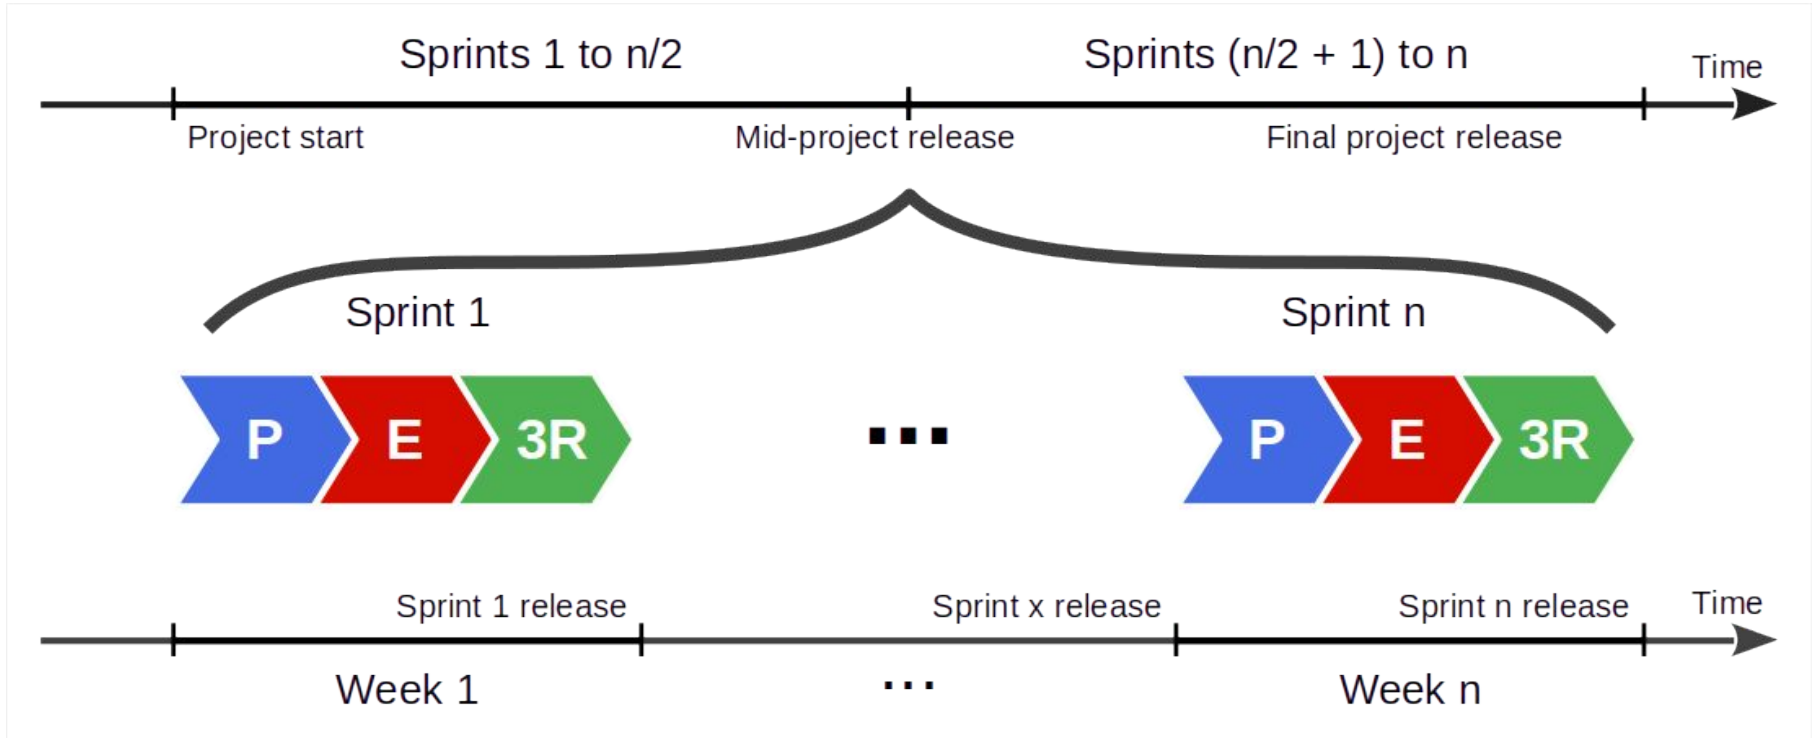 Sprints 1 to n/2
Sprints (n/2 + 1) to n
Time
Project start
Mid-project release
Final project release
Sprint 1
Sprint n
P
E
3R
...
P
E
3R
Sprint 1 release
Sprint x release
Sprint n release
Time
Week 1
...
Week n